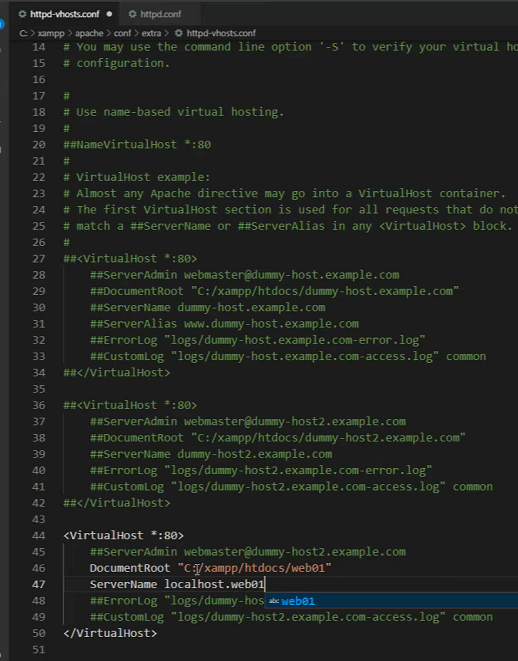 httpd-vhosts.conf ● httpd.conf
C: > xampp > apache > conf > extra > httpd-vhosts.conf
14 # You may use the command line option '-S' to verify your virtual ho
15 # configuration.
16
17 #
18 # Use name-based virtual hosting.
19 #
20 ##NameVirtualHost *:80
21 #
22 # VirtualHost example:
23 # Almost any Apache directive may go into a VirtualHost container.
24 # The first VirtualHost section is used for all requests that do not
25 # match a ##ServerName or ##ServerAlias in any <VirtualHost> block.
26 #
27 ##<VirtualHost *:80>
28 ##ServerAdmin webmaster@dummy-host.example.com
29 ##DocumentRoot "C:/xampp/htdocs/dummy-host.example.com"
30 ##ServerName dummy-host.example.com
31 ##ServerAlias www.dummy-host.example.com
32 ##ErrorLog "logs/dummy-host.example.com-error.log"
33 ##CustomLog "logs/dummy-host.example.com-access.log" common
34 ##</VirtualHost>
35
36 ##<VirtualHost *:80>
37 ##ServerAdmin webmaster@dummy-host2.example.com
38 ##DocumentRoot "C:/xampp/htdocs/dummy-host2.example.com"
39 ##ServerName dummy-host2.example.com
40 ##ErrorLog "logs/dummy-host2.example.com-error.log"
41 ##CustomLog "logs/dummy-host2.example.com-access.log" common
42 ##</VirtualHost>
43
44 <VirtualHost *:80>
45 ##ServerAdmin webmaster@dummy-host2.example.com
46 DocumentRoot "C:/xampp/htdocs/web01"
47 ServerName localhost.web01
48 ##ErrorLog "logs/dummy-hos abc web01
49 ##CustomLog "logs/dummy-host2.example.com-access.log" common
50 </VirtualHost>
51